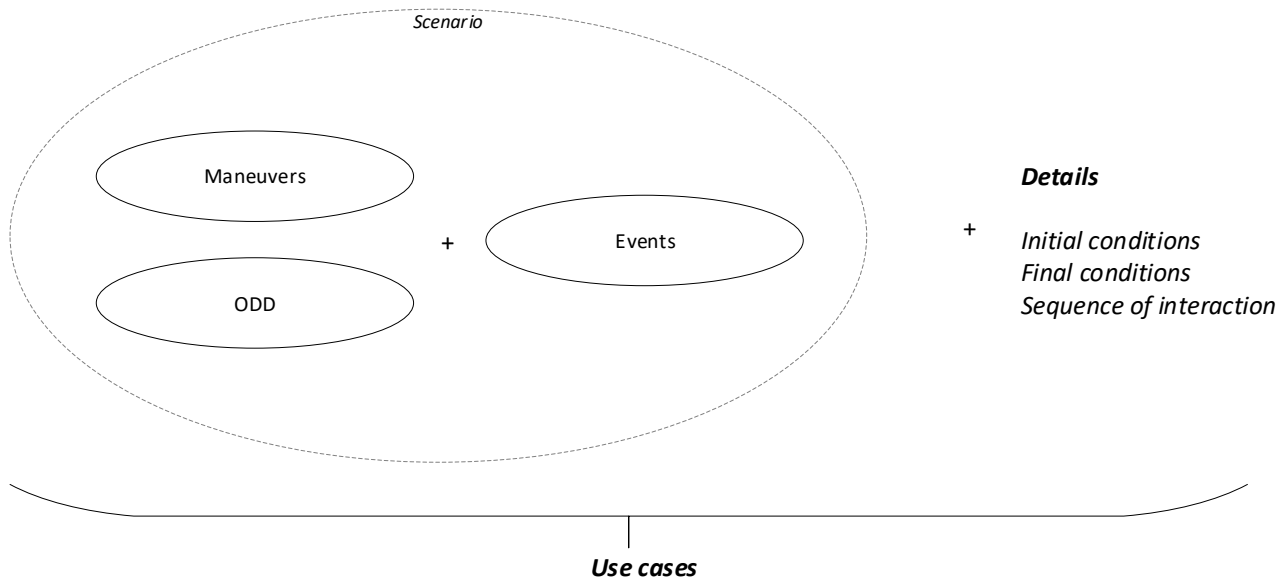 Scenario
Maneuvers
ODD
+
Events
+
Details
Initial conditions
Final conditions
Sequence of interaction
Use cases